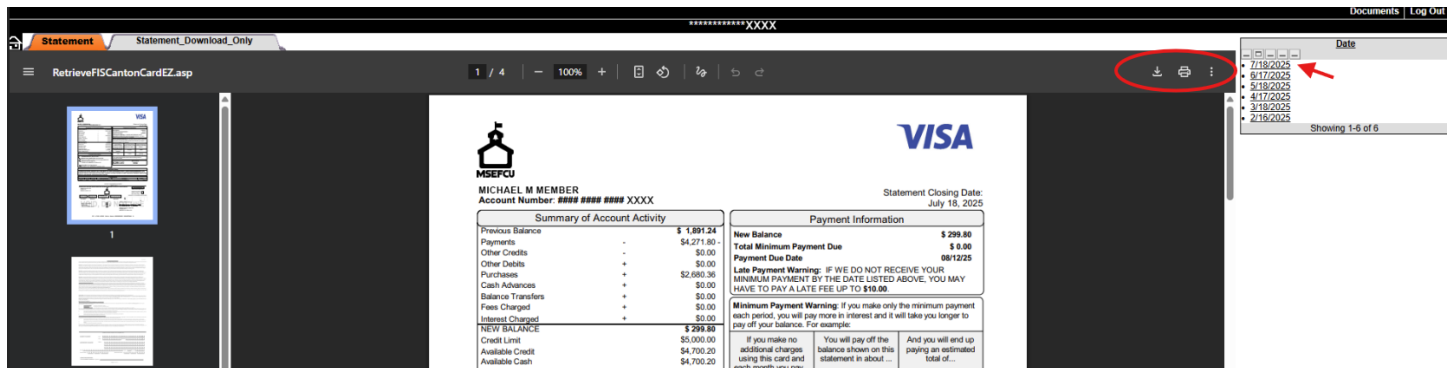 Documents | Log Out
************XXXX
Statement
Statement_Download_Only
RetrieveFISCantonCardEZ.asp
1 / 4
100%
Date
7/18/2025
6/17/2025
5/18/2025
4/17/2025
3/18/2025
2/16/2025
Showing 1-6 of 6
VISA
1
MSEFCU
VISA
MICHAEL M MEMBER
Account Number: #### #### #### XXXX
Statement Closing Date:
July 18, 2025
Summary of Account Activity
Previous Balance $ 1,891.24
Payments - $4,271.80 -
Other Credits - $0.00
Other Debits + $0.00
Purchases + $2,680.36
Cash Advances + $0.00
Balance Transfers + $0.00
Fees Charged + $0.00
Interest Charged + $0.00
NEW BALANCE $ 299.80
Credit Limit $5,000.00
Available Credit $4,700.20
Available Cash $4,700.20
Payment Information
New Balance $ 299.80
Total Minimum Payment Due $ 0.00
Payment Due Date 08/12/25
Late Payment Warning: IF WE DO NOT RECEIVE YOUR
MINIMUM PAYMENT BY THE DATE LISTED ABOVE, YOU MAY
HAVE TO PAY A LATE FEE UP TO $10.00.
Minimum Payment Warning: If you make only the minimum payment
each period, you will pay more in interest and it will take you longer to
pay off your balance. For example:
If you make no
additional charges
using this card and
each month you pay
You will pay off the
balance shown on this
statement in about ...
And you will end up
paying an estimated
total of...